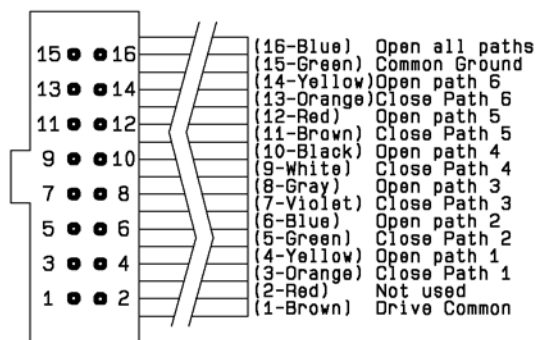 15 16
13 14
11 12
9 10
7 8
5 6
3 4
1 2
(16-Blue) Open all paths
(15-Green) Common Ground
(14-Yellow) Open path 6
(13-Orange) Close Path 6
(12-Red) Open path 5
(11-Brown) Close Path 5
(10-Black) Open path 4
(9-White) Close Path 4
(8-Gray) Open path 3
(7-Violet) Close Path 3
(6-Blue) Open path 2
(5-Green) Close Path 2
(4-Yellow) Open path 1
(3-Orange) Close Path 1
(2-Red) Not used
(1-Brown) Drive Common